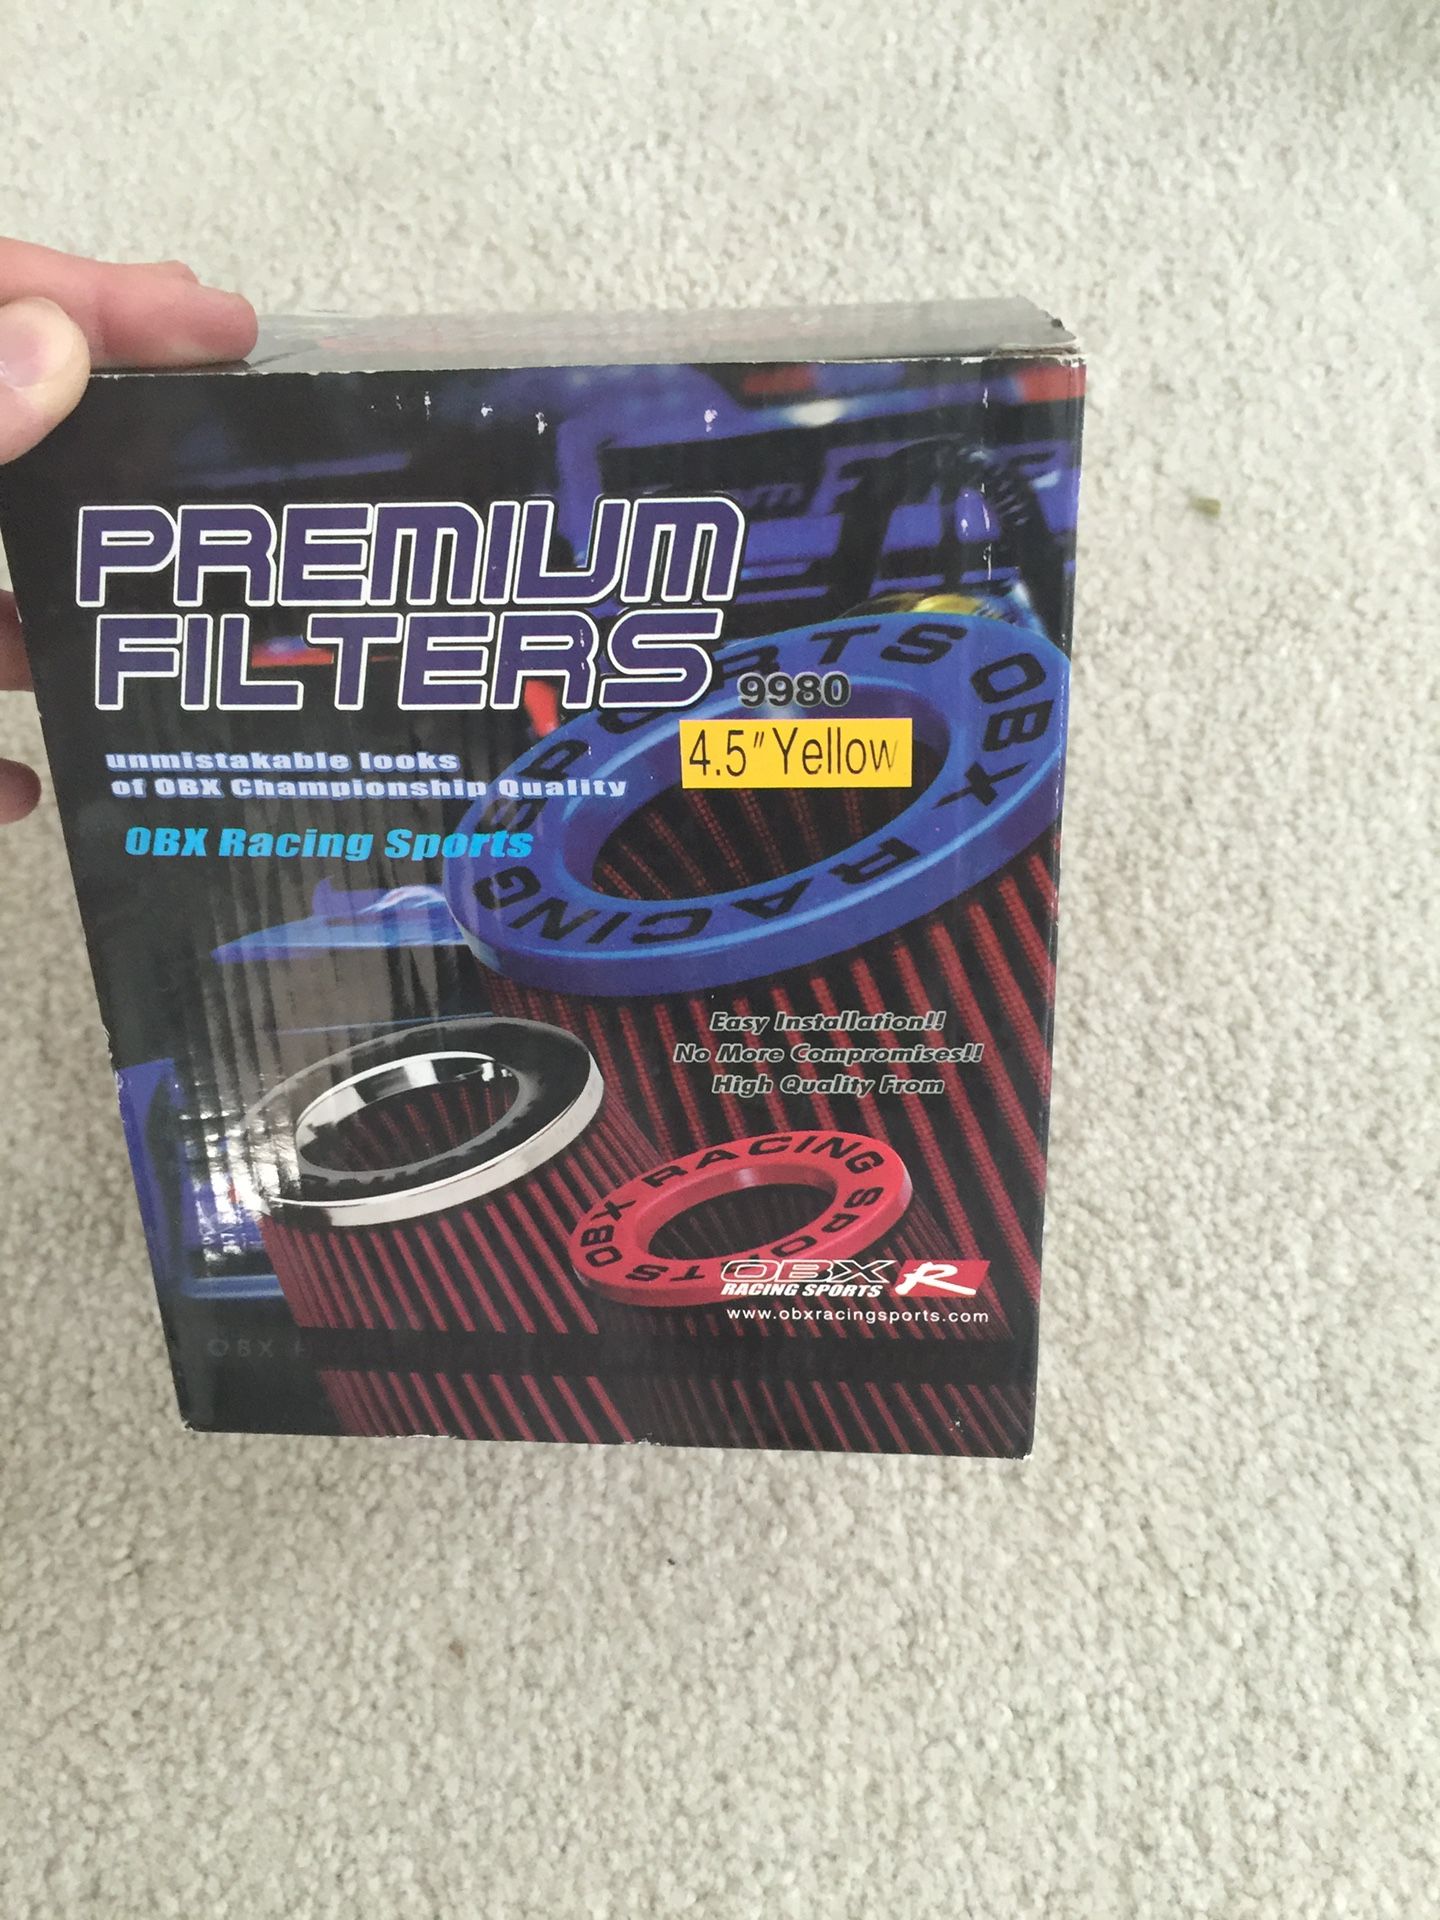 PREMIUM
FILTERS
9980
4.5" Yellow
unmistakable looks
of OBX Championship Quality
OBX Racing Sports
SPORTS OBX RACING
Easy Installation!!
No More Compromises!!
High Quality From
OBX RACING SPORTS
OBX R
RACING SPORTS
www.obxracingsports.com
OBX